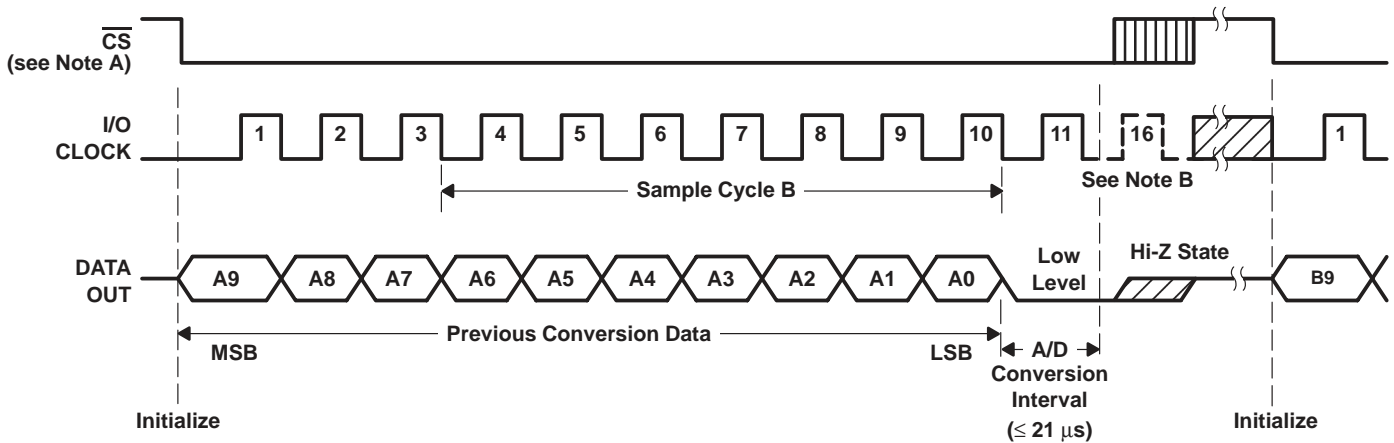 CS
(see Note A)
I/O
CLOCK
1 2 3 4 5 6 7 8 9 10 11 16 1
See Note B
Sample Cycle B
DATA
OUT
A9 A8 A7 A6 A5 A4 A3 A2 A1 A0
Low
Level
Hi-Z State
B9
Previous Conversion Data
MSB
LSB
A/D
Conversion
Interval
(≤ 21 μs)
Initialize
Initialize